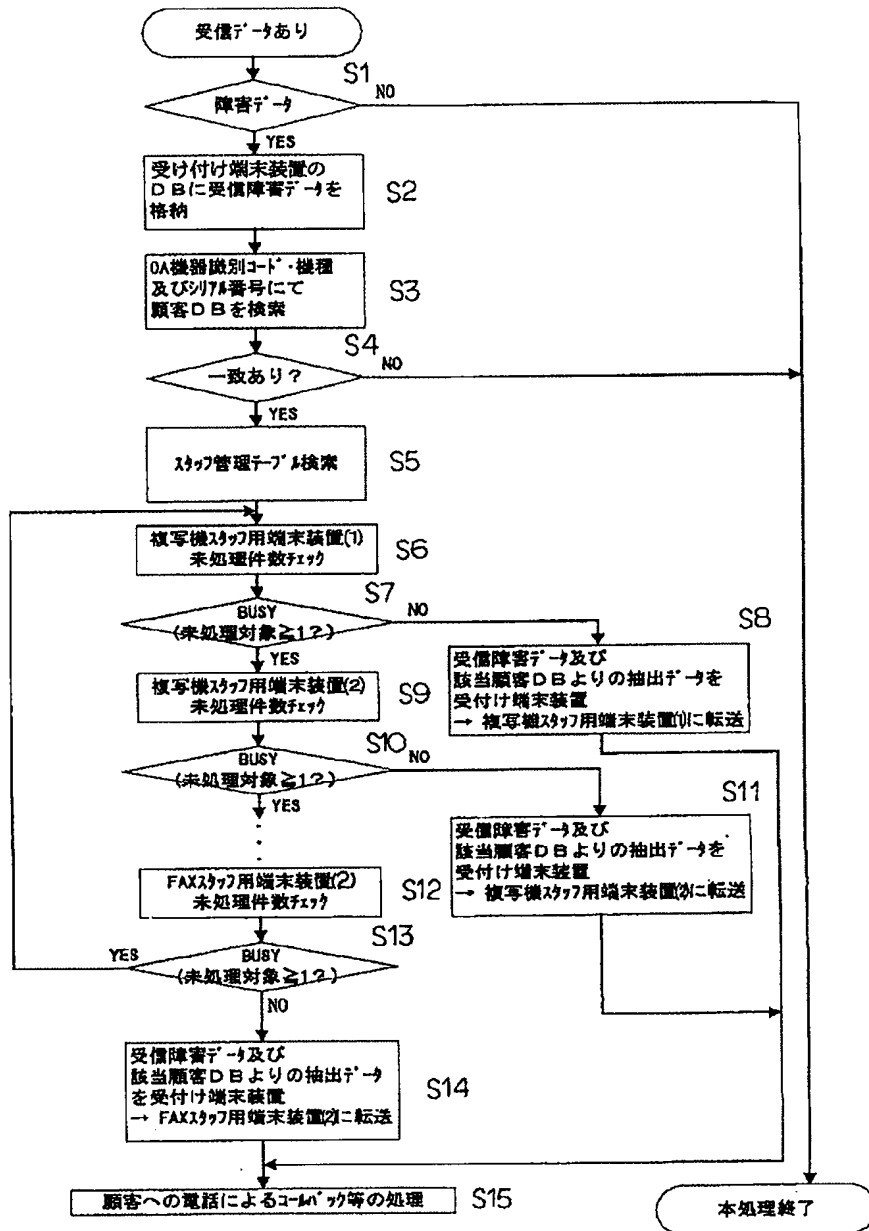 受信ﾃﾞｰﾀあり
S1
NO
障害ﾃﾞｰﾀ
YES
受け付け端末装置の
ＤＢに受信障害ﾃﾞｰﾀを
格納
S2
OA機器識別ｺｰﾄﾞ・機種
及びｼﾘｱﾙ番号にて
顧客ＤＢを検索
S3
S4
NO
一致あり？
YES
ｽﾀｯﾌ管理テーブル検索
S5
複写機ｽﾀｯﾌ用端末装置(1)
未処理件数ﾁｪｯｸ
S6
S7
BUSY
(未処理対象≧1？)
NO
YES
S8
受信障害ﾃﾞｰﾀ及び
該当顧客ＤＢよりの抽出ﾃﾞｰﾀを
受付け端末装置
→ 複写機ｽﾀｯﾌ用端末装置(1)に転送
複写機ｽﾀｯﾌ用端末装置(2)
未処理件数ﾁｪｯｸ
S9
S10
BUSY
(未処理対象≧1？)
NO
YES
S11
受信障害ﾃﾞｰﾀ及び
該当顧客ＤＢよりの抽出ﾃﾞｰﾀを
受付け端末装置
→ 複写機ｽﾀｯﾌ用端末装置(2)に転送
FAXｽﾀｯﾌ用端末装置(2)
未処理件数ﾁｪｯｸ
S12
S13
YES
BUSY
(未処理対象≧1？)
NO
受信障害ﾃﾞｰﾀ及び
該当顧客ＤＢよりの抽出ﾃﾞｰﾀ
を受付け端末装置
→ FAXｽﾀｯﾌ用端末装置(2)に転送
S14
顧客への電話によるｺｰﾙﾊﾞｯｸ等の処理
S15
本処理終了